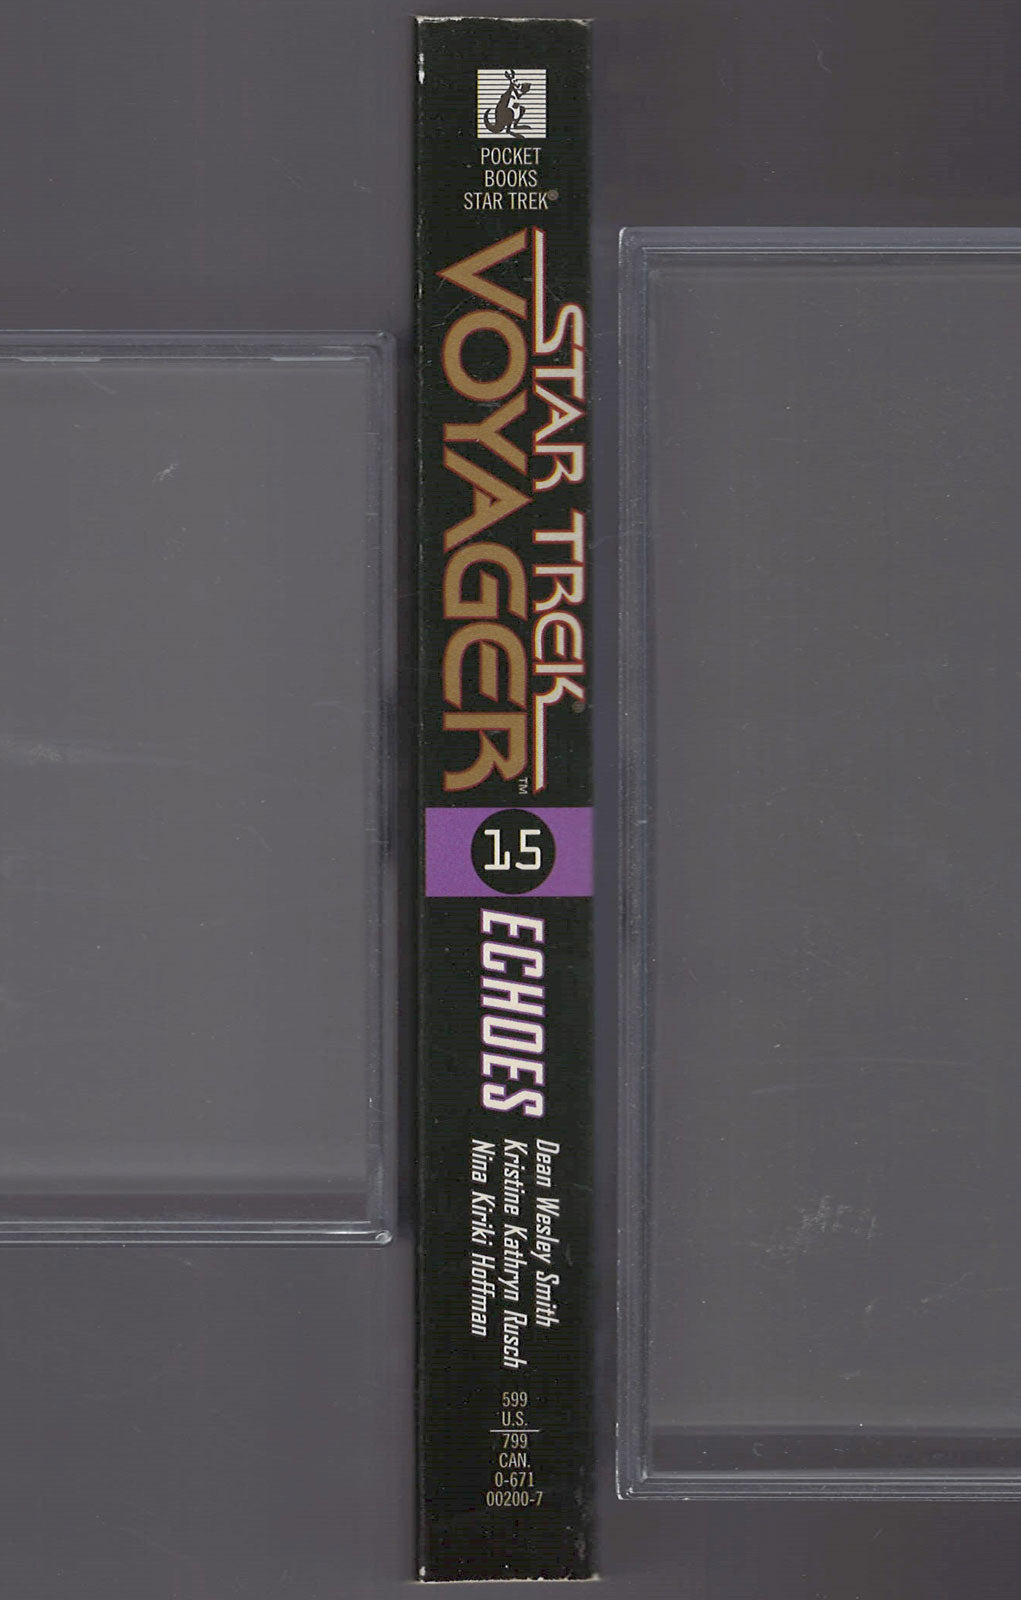 POCKET
BOOKS
STAR TREK®
STAR TREK®
VOYAGER™
15
ECHOES
Dean Wesley Smith
Kristine Kathryn Rusch
Nina Kiriki Hoffman
599
U.S.
799
CAN.
0-671
00200-7